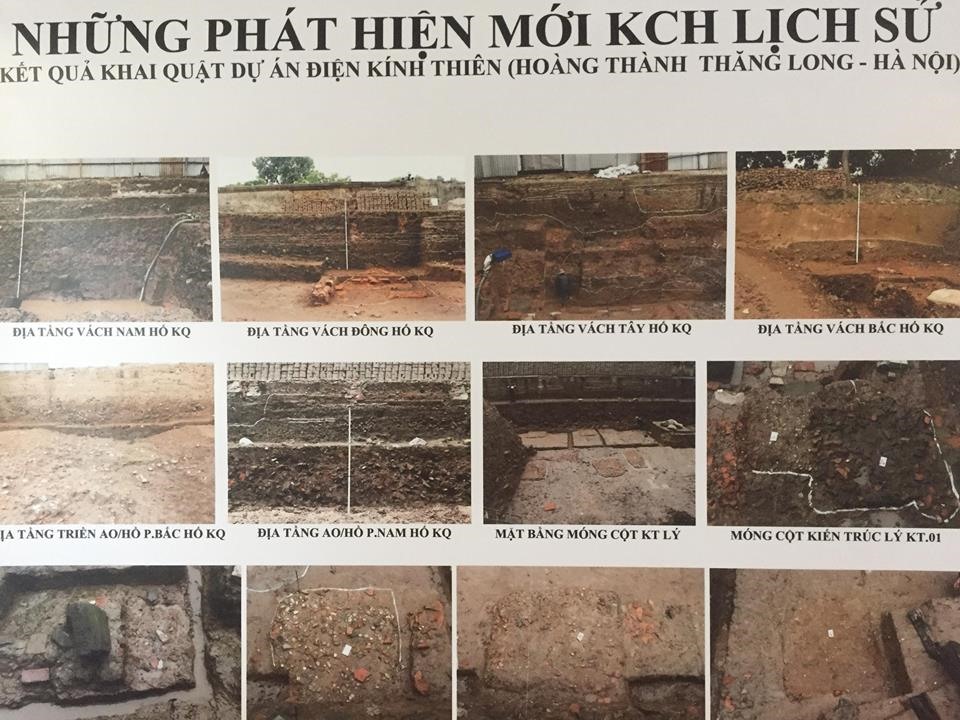 NHỮNG PHÁT HIỆN MỚI KCH LỊCH SỬ
KẾT QUẢ KHAI QUẬT DỰ ÁN ĐIỆN KÍNH THIÊN (HOÀNG THÀNH THĂNG LONG - HÀ NỘI)
ĐỊA TẦNG VÁCH NAM HỐ KQ
ĐỊA TẦNG VÁCH ĐÔNG HỐ KQ
ĐỊA TẦNG VÁCH TÂY HỐ KQ
ĐỊA TẦNG VÁCH BẮC HỐ KQ
ĐỊA TẦNG TRIỀN AO/HỒ P.BẮC HỐ KQ
ĐỊA TẦNG AO/HỒ P.NAM HỐ KQ
MẶT BẰNG MÓNG CỘT KT LÝ
MÓNG CỘT KIẾN TRÚC LÝ KT.01